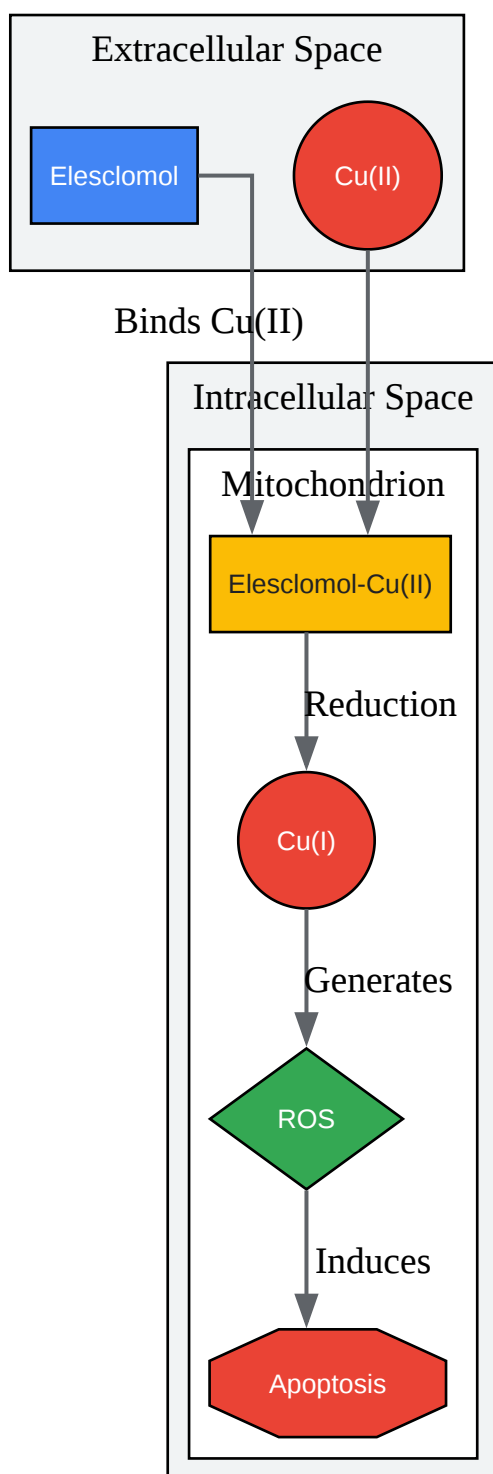 Extracellular Space
Elesclomol
Cu(II)
Binds Cu(II)
Intracellular Space
Mitochondrion
Elesclomol-Cu(II)
Reduction
Cu(I)
Generates
ROS
Induces
Apoptosis